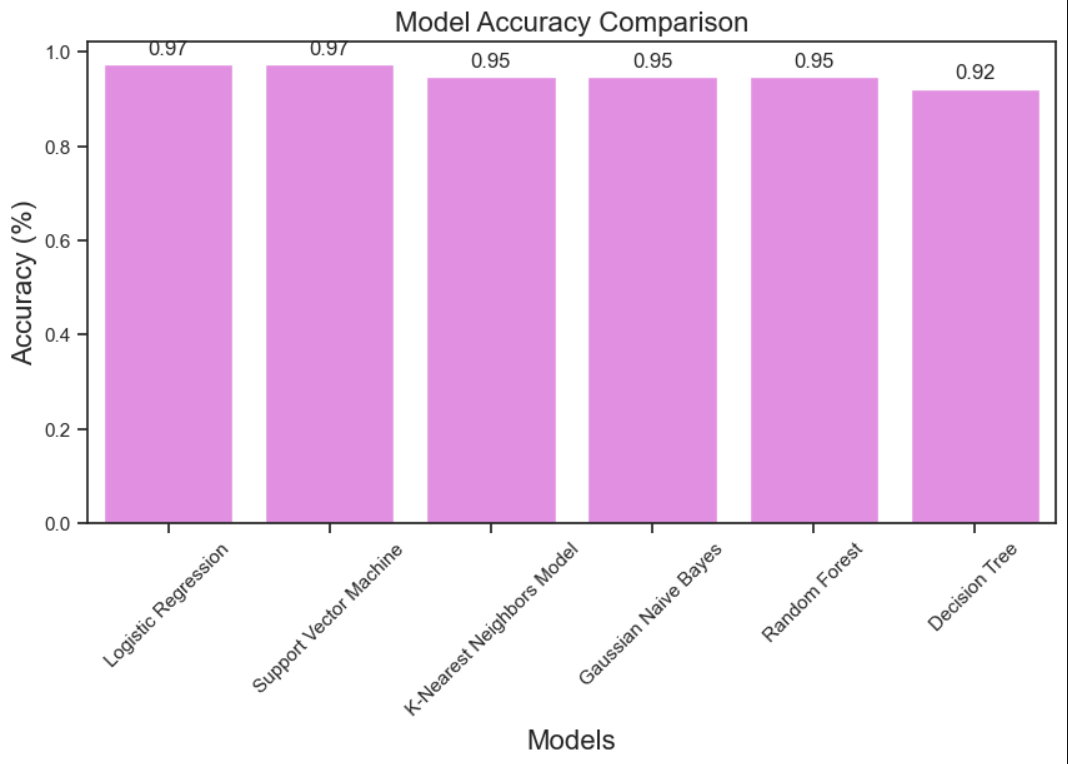 Model Accuracy Comparison
0.97
0.97
0.95
0.95
0.95
0.92
Accuracy (%)
1.0
0.8
0.6
0.4
0.2
0.0
Logistic Regression
Support Vector Machine
K-Nearest Neighbors Model
Gaussian Naive Bayes
Random Forest
Decision Tree
Models